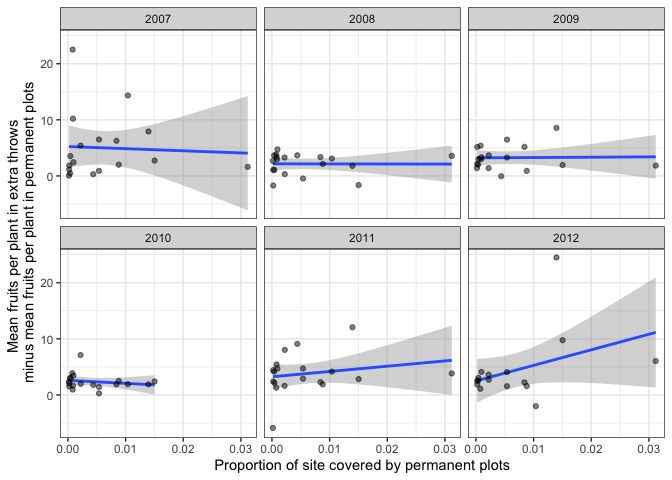 2007 2008 2009
20
10
0
2010 2011 2012
20
10
0
0.00 0.01 0.02 0.03 0.00 0.01 0.02 0.03 0.00 0.01 0.02 0.03
Proportion of site covered by permanent plots
Mean fruits per plant in extra throws
minus mean fruits per plant in permanent plots